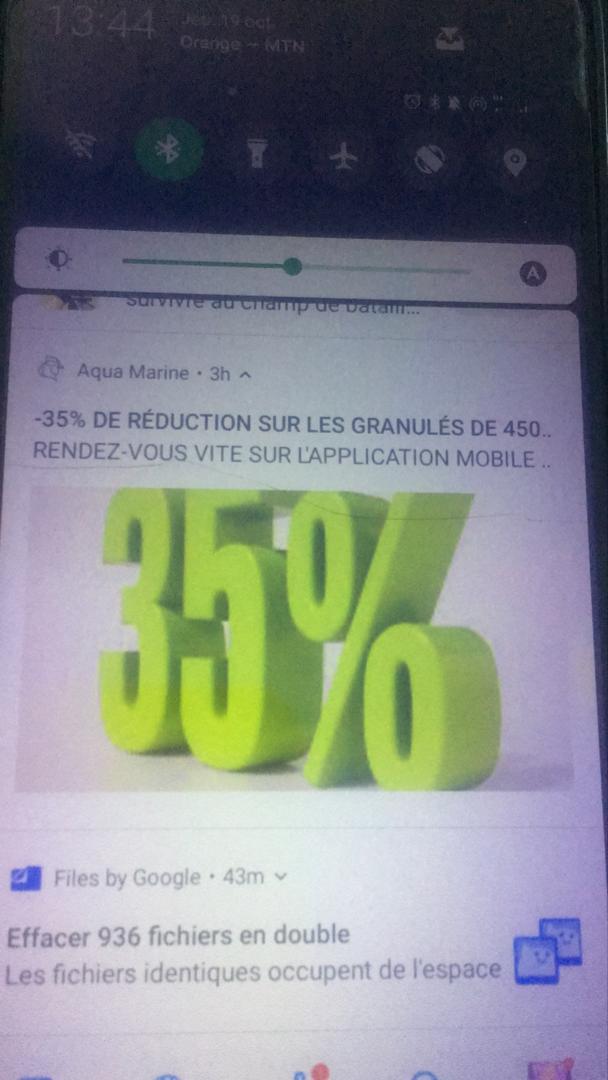 13:44
Jeu. 19 oct.
Orange ~ MTN
A
Survivre au champ de bataill...
Aqua Marine • 3h
-35% DE RÉDUCTION SUR LES GRANULÉS DE 450..
RENDEZ-VOUS VITE SUR L'APPLICATION MOBILE ..
35%
Files by Google • 43m
Effacer 936 fichiers en double
Les fichiers identiques occupent de l'espace